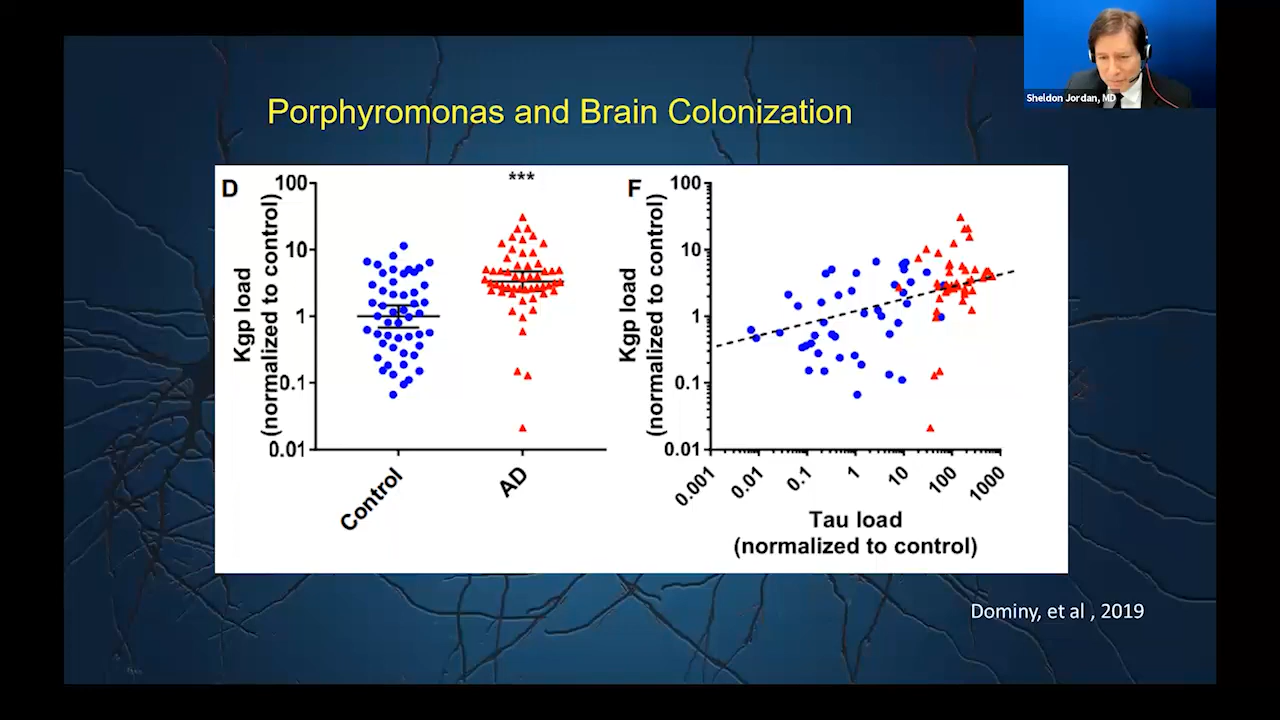 Sheldon Jordan, MD
Porphyromonas and Brain Colonization
D
***
Kgp load
(normalized to control)
100
10
1
0.1
0.01
Control
AD
F
Kgp load
(normalized to control)
100
10
1
0.1
0.01
0.001
0.01
0.1
1
10
100
1000
Tau load
(normalized to control)
Dominy, et al , 2019